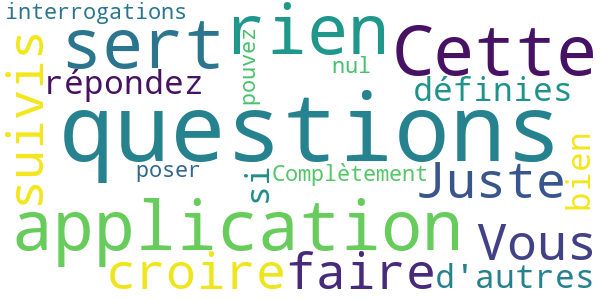 interrogations
sert
rien
Cette
répondez
pouvez
nul
définies
suivis
questions
poser
si
Complètement
Juste
bien
application
Vous
croire
faire
d'autres